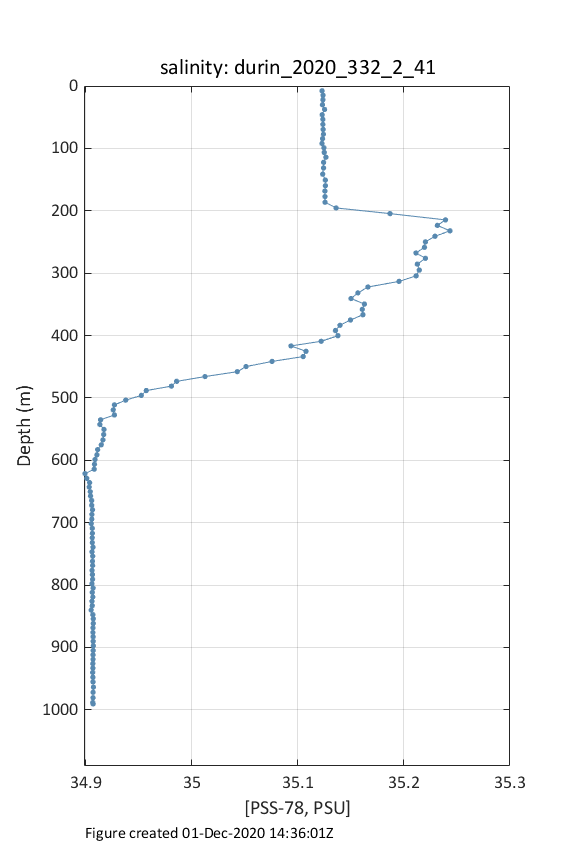 salinity: durin_2020_332_2_41
0
100
200
300
400
500
600
700
800
900
1000
Depth (m)
34.9 35 35.1 35.2 35.3
[PSS-78, PSU]
Figure created 01-Dec-2020 14:36:01Z